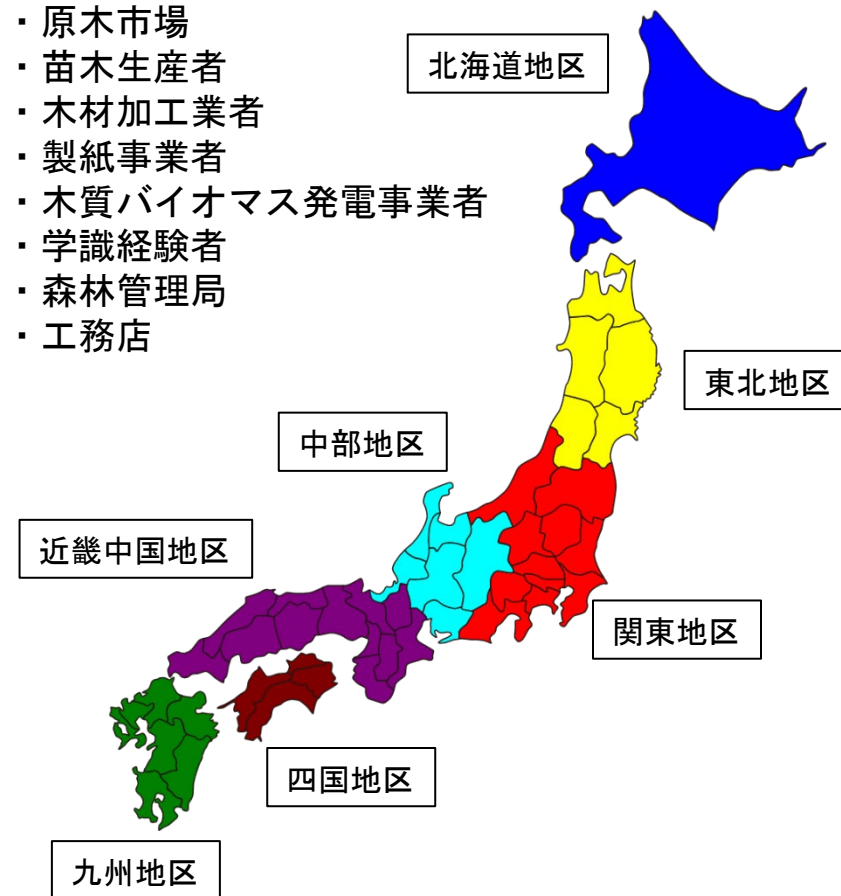 ・原木市場
・苗木生産者
・木材加工業者
・製紙事業者
・木質バイオマス発電事業者
・学識経験者
・森林管理局
・工務店
北海道地区
東北地区
中部地区
近畿中国地区
関東地区
四国地区
九州地区